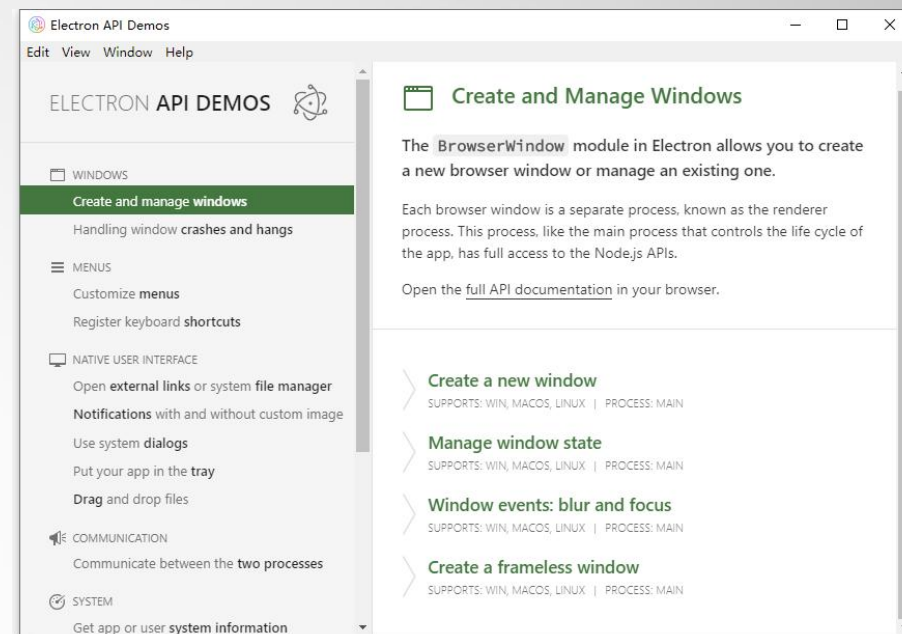 Electron API Demos
Edit View Window Help
ELECTRON API DEMOS
WINDOWS
Create and manage windows
Handling window crashes and hangs
MENUS
Customize menus
Register keyboard shortcuts
NATIVE USER INTERFACE
Open external links or system file manager
Notifications with and without custom image
Use system dialogs
Put your app in the tray
Drag and drop files
COMMUNICATION
Communicate between the two processes
SYSTEM
Get app or user system information
Create and Manage Windows
The BrowserWindow module in Electron allows you to create
a new browser window or manage an existing one.
Each browser window is a separate process, known as the renderer
process. This process, like the main process that controls the life cycle of
the app, has full access to the Node.js APIs.
Open the full API documentation in your browser.
Create a new window
SUPPORTS: WIN, MACOS, LINUX | PROCESS: MAIN
Manage window state
SUPPORTS: WIN, MACOS, LINUX | PROCESS: MAIN
Window events: blur and focus
SUPPORTS: WIN, MACOS, LINUX | PROCESS: MAIN
Create a frameless window
SUPPORTS: WIN, MACOS, LINUX | PROCESS: MAIN